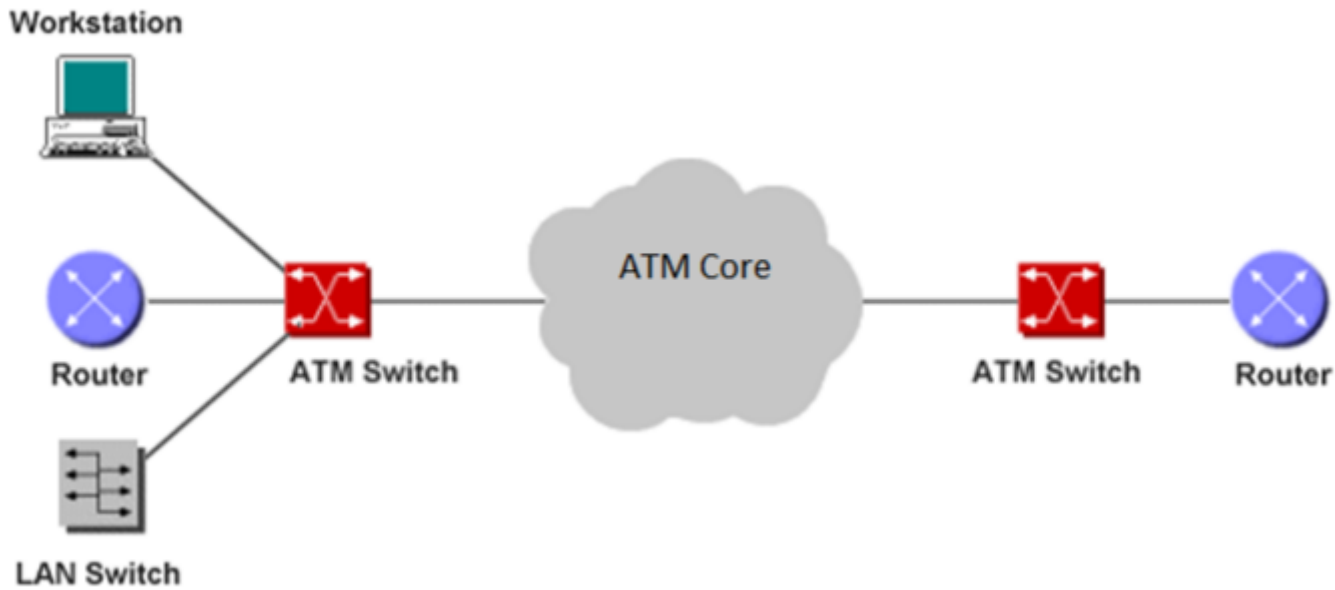 Workstation
ATM Core
Router
ATM Switch
ATM Switch
Router
LAN Switch